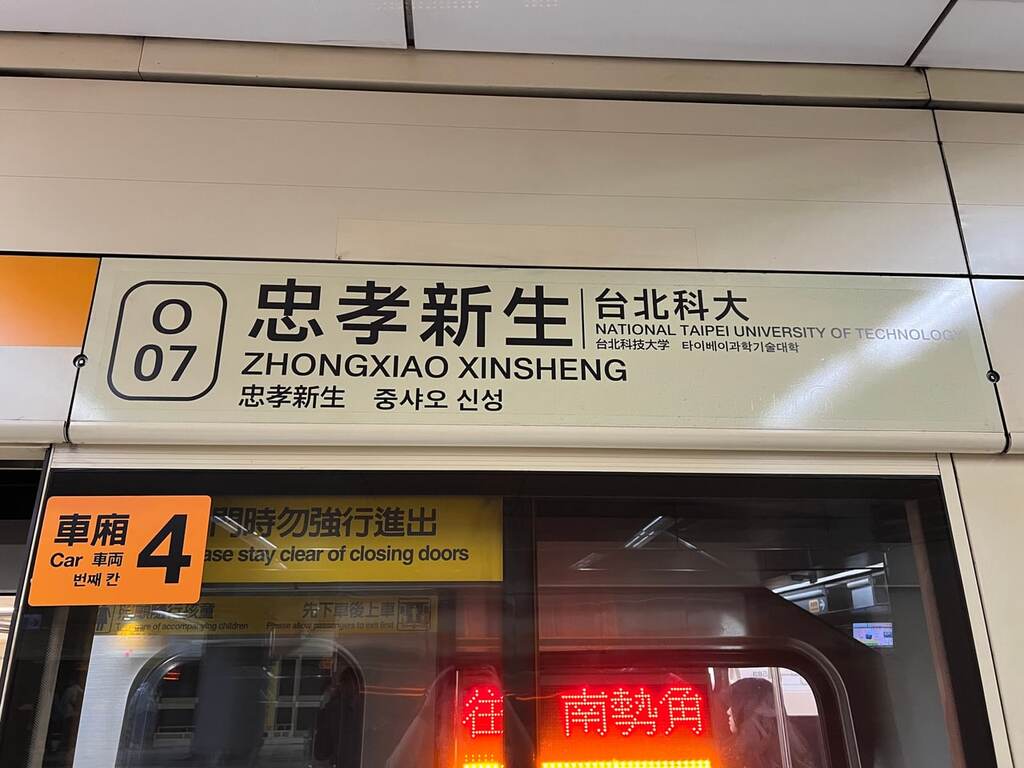 O
07
忠孝新生
ZHONGXIAO XINSHENG
忠孝新生 중샤오 신성
台北科大
NATIONAL TAIPEI UNIVERSITY OF TECHNOLOGY
台北科技大学 타이베이과학기술대학
車廂
Car 車両
번째 칸
4
門時勿強行進出
ase stay clear of closing doors
先下車後上車
care of accompanying children
Please allow passengers to exit first
往 南勢角